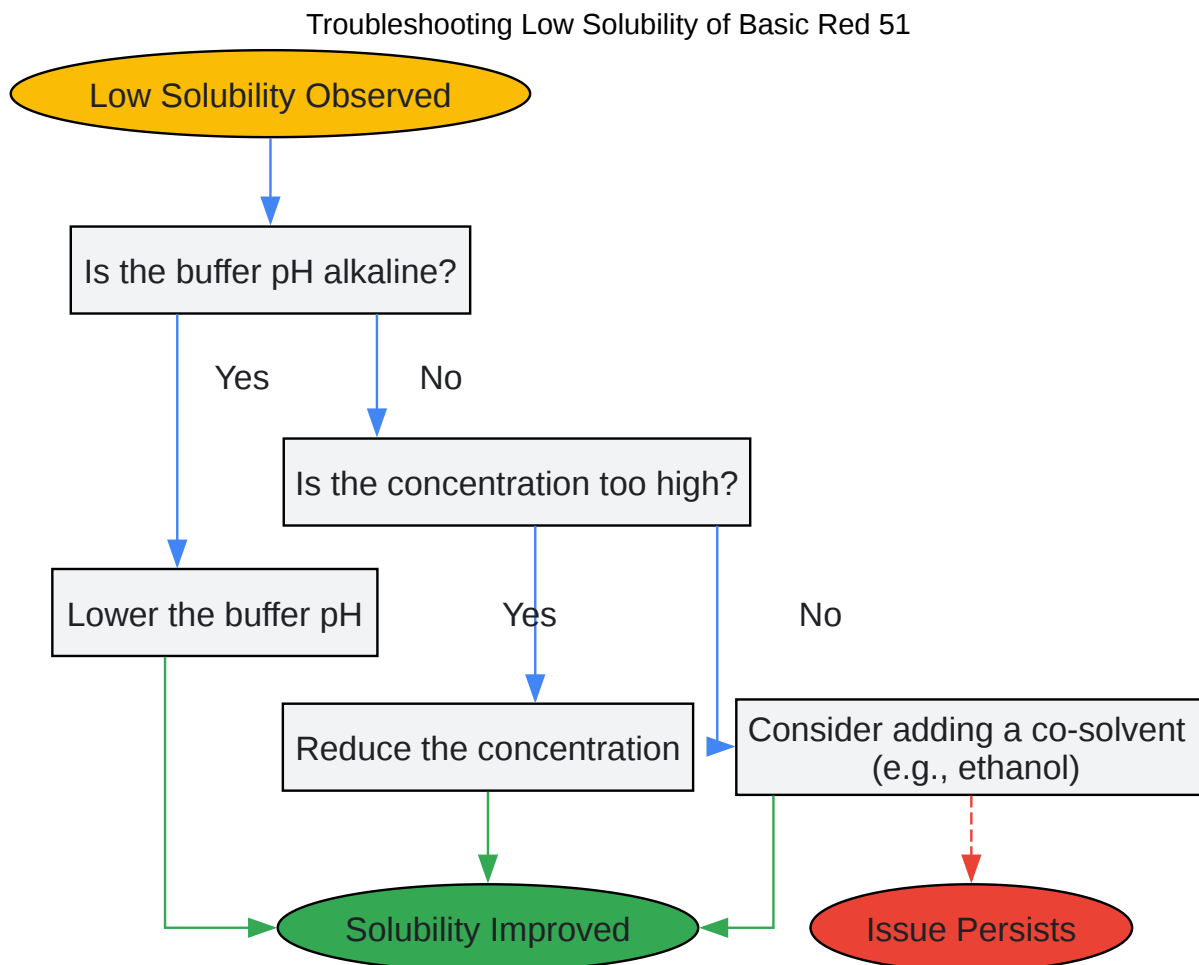 Troubleshooting Low Solubility of Basic Red 51
Low Solubility Observed
Is the buffer pH alkaline?
Yes
No
Is the concentration too high?
Lower the buffer pH
Yes
No
Reduce the concentration
Consider adding a co-solvent
(e.g., ethanol)
Solubility Improved
Issue Persists